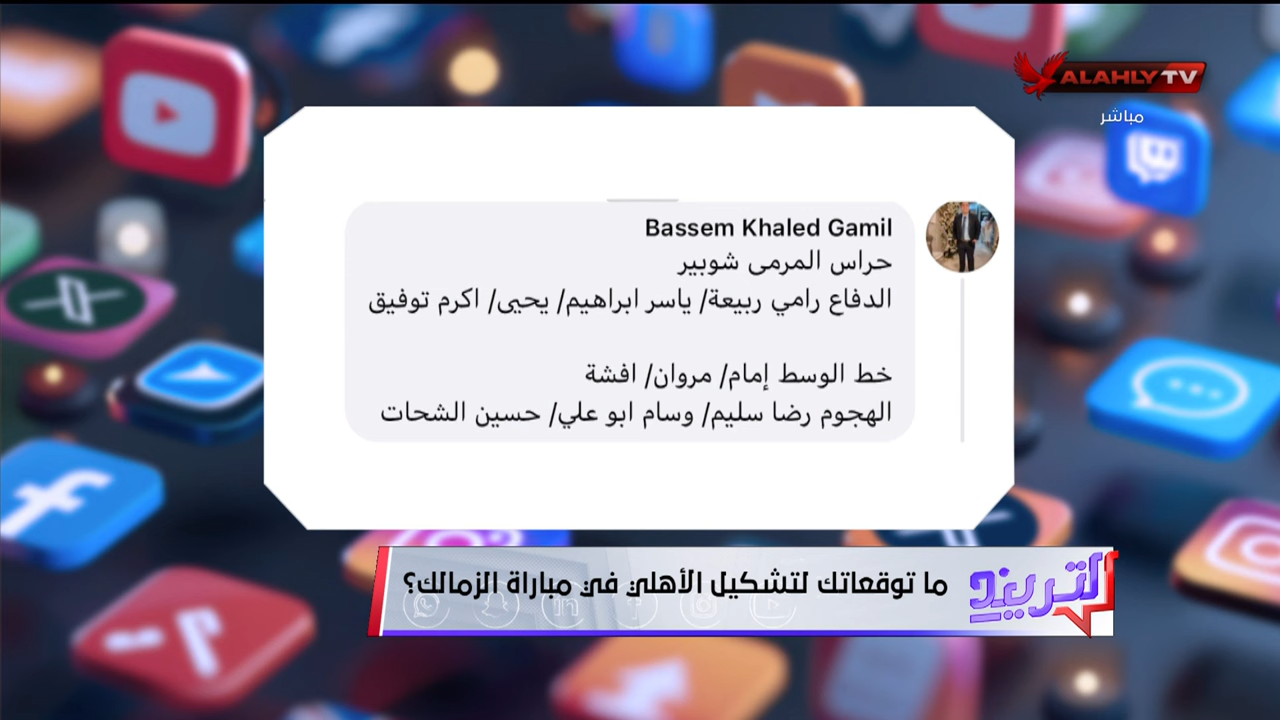 ALAHLY TV
مباشر
Bassem Khaled Gamil
حراس المرمى شوبير
الدفاع رامي ربيعة/ ياسر ابراهيم/ يحيى/ اكرم توفيق
خط الوسط إمام/ مروان/ افشة
الهجوم رضا سليم/ وسام ابو علي/ حسين الشحات
التريند
ما توقعاتك لتشكيل الأهلي في مباراة الزمالك؟